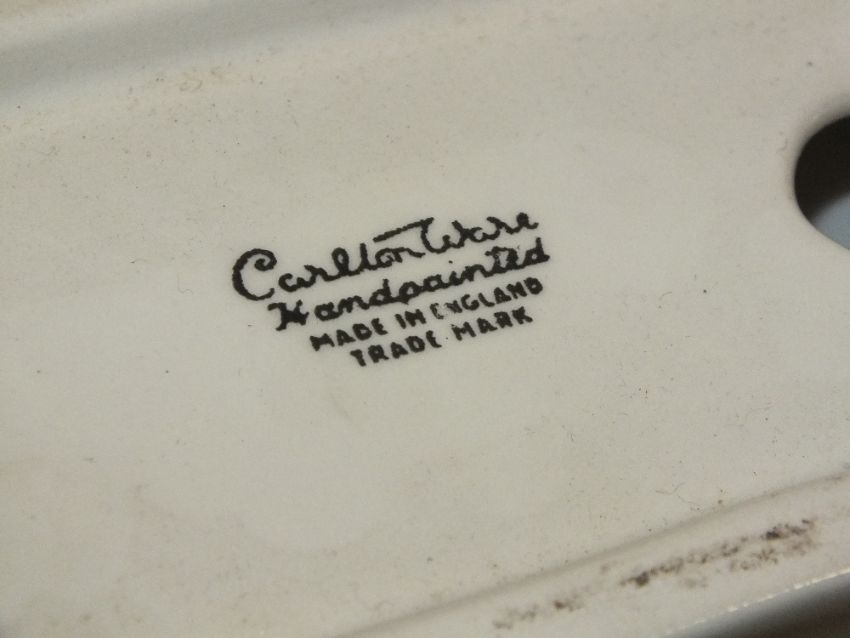 Carlton Ware
Handpainted
MADE IN ENGLAND
TRADE MARK